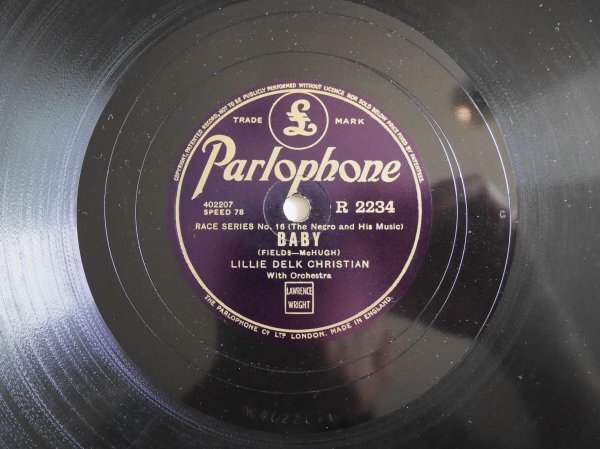 COPYRIGHT. PATENTED RECORD, NOT TO BE PUBLICLY PERFORMED WITHOUT LICENCE NOR SOLD BELOW PRICE FIXED BY PATENTEES
£
TRADE MARK
Parlophone
402207
SPEED 78
R 2234
RACE SERIES No. 16 (The Negro and His Music)
BABY
(FIELDS—McHUGH)
LILLIE DELK CHRISTIAN
With Orchestra
LAWRENCE
WRIGHT
THE PARLOPHONE Co LTD LONDON. MADE IN ENGLAND.